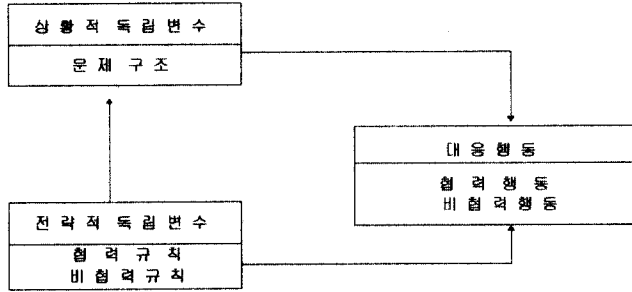 상 황 적 독 립 변 수
문 제 구 조
대 응 행 동
협 력 행 동
비 협 력 행 동
전 략 적 독 립 변 수
협 력 규 칙
비 협 력 규 칙